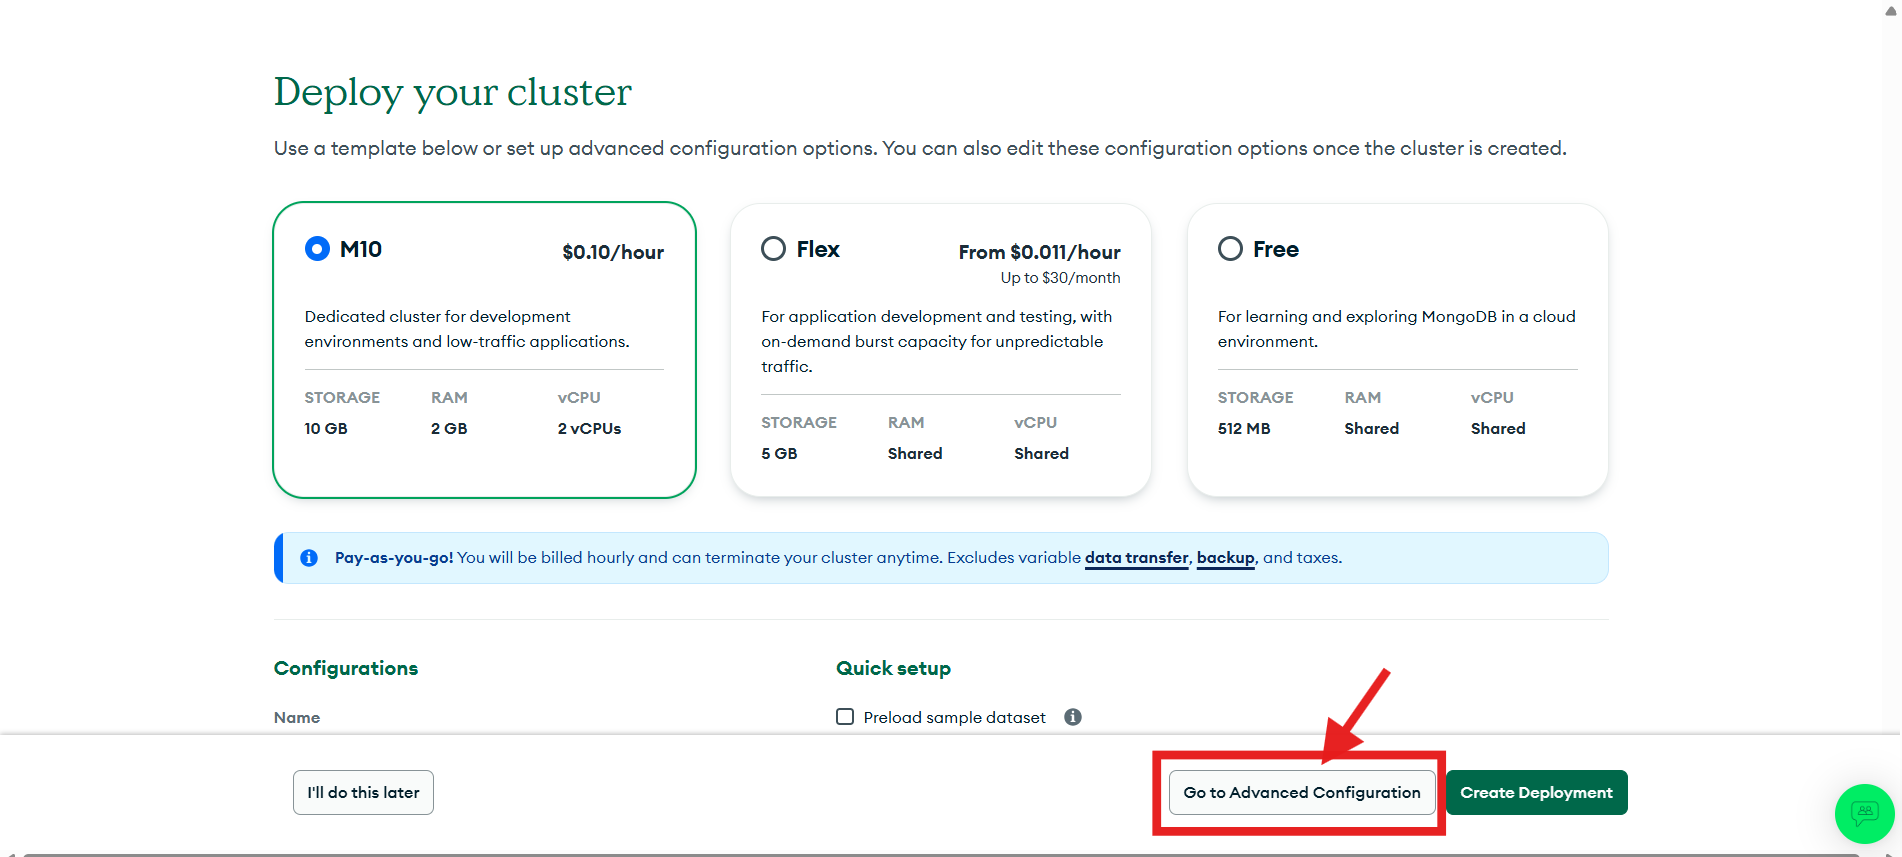 Deploy your cluster
Use a template below or set up advanced configuration options. You can also edit these configuration options once the cluster is created.
M10
$0.10/hour
Dedicated cluster for development
environments and low-traffic applications.
STORAGE RAM vCPU
10 GB 2 GB 2 vCPUs
Flex
From $0.011/hour
Up to $30/month
For application development and testing, with
on-demand burst capacity for unpredictable
traffic.
STORAGE RAM vCPU
5 GB Shared Shared
Free
For learning and exploring MongoDB in a cloud
environment.
STORAGE RAM vCPU
512 MB Shared Shared
Pay-as-you-go! You will be billed hourly and can terminate your cluster anytime. Excludes variable data transfer, backup, and taxes.
Configurations
Name
Quick setup
Preload sample dataset
I'll do this later
Go to Advanced Configuration
Create Deployment